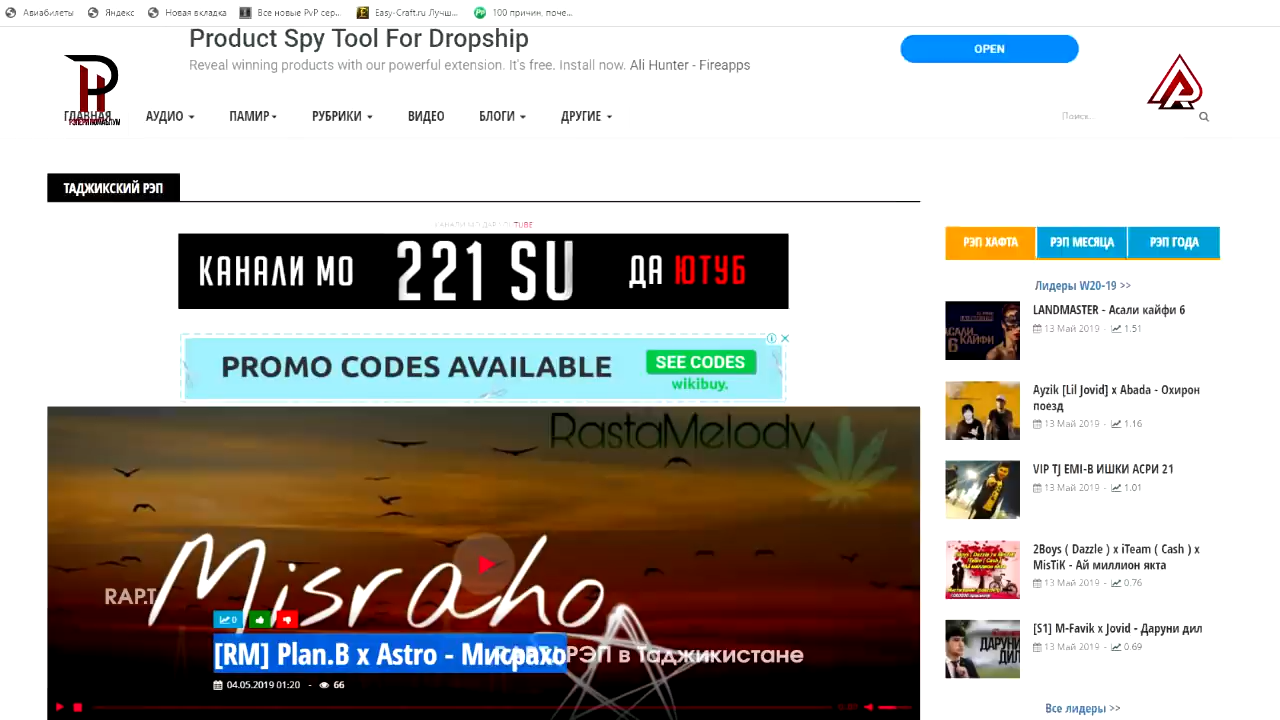 Авиабилеты
Яндекс
Новая вкладка
Все новые PvP сер...
Easy-Craft.ru Лучш...
100 причин, поче...
Product Spy Tool For Dropship
Reveal winning products with our powerful extension. It's free. Install now. Ali Hunter - Fireapps
OPEN
ГЛАВНАЯ
АУДИО
ПАМИР
РУБРИКИ
ВИДЕО
БЛОГИ
ДРУГИЕ
Поиск...
ТАДЖИКСКИЙ РЭП
КАНАЛИ МО ДАР YOUTUBE
КАНАЛИ МО 221 SU ДА ЮТУБ
PROMO CODES AVAILABLE
SEE CODES
wikibuy.
RastaMelody
Misraho
RAP.T
0
[RM] Plan.B x Astro - Мисрахо
РЭП в Таджикистане
04.05.2019 01:20 - 66
РЭП ХАФТА
РЭП МЕСЯЦА
РЭП ГОДА
Лидеры W20-19 >>
LANDMASTER - Асали кайфи 6
13 Май 2019 - 1.51
Ayzik [Lil Jovid] x Abada - Охирон
поезд
13 Май 2019 - 1.16
VIP TJ EMI-B ИШКИ АСРИ 21
13 Май 2019 - 1.01
2Boys ( Dazzle ) x iTeam ( Cash ) x
MisTiK - Ай миллион якта
13 Май 2019 - 0.76
[S1] M-Favik x Jovid - Даруни дил
13 Май 2019 - 0.69
Все лидеры >>